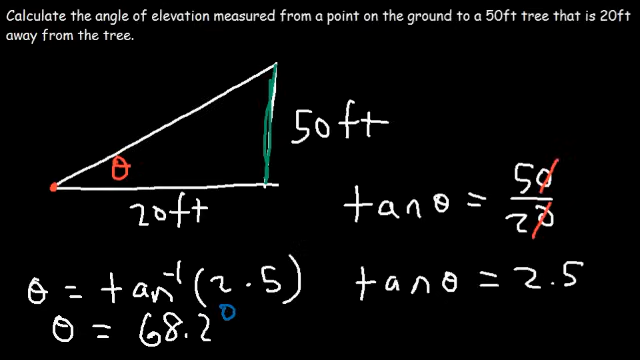 Calculate the angle of elevation measured from a point on the ground to a 50ft tree that is 20ft
away from the tree.
50ft
θ
20ft
tanθ = 50/20
θ = tan⁻¹(2.5)
tanθ = 2.5
θ = 68.2°